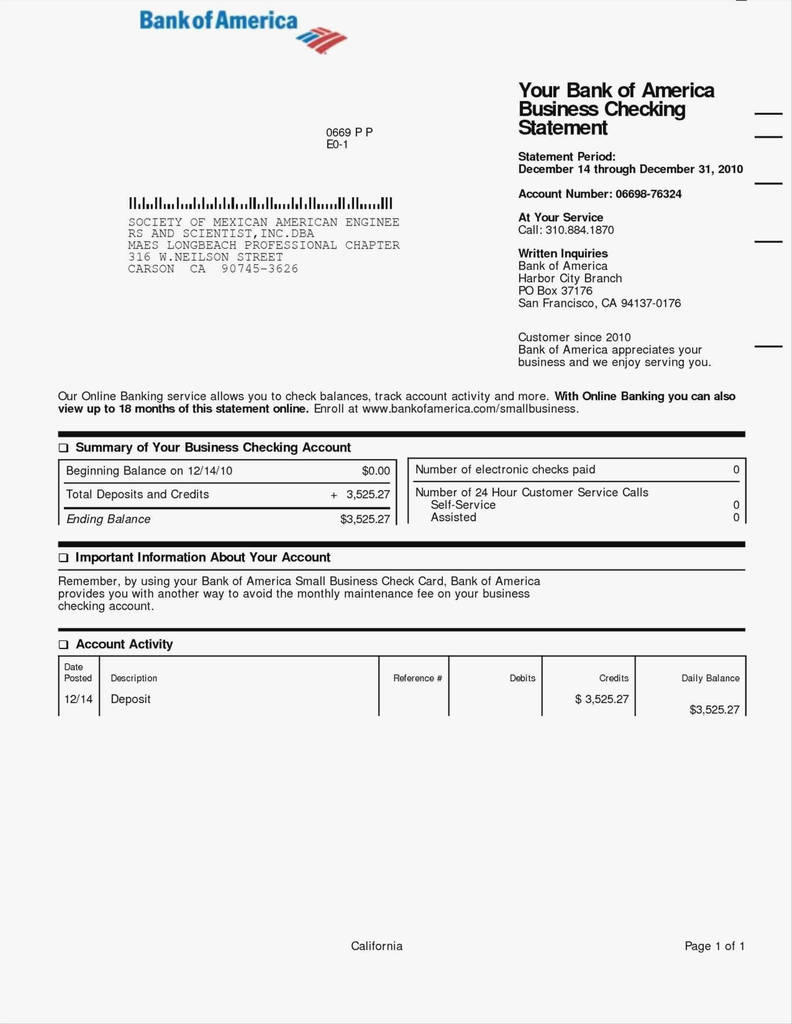 Bank of America
Your Bank of America
Business Checking
Statement
0669 P P
E0-1
Statement Period:
December 14 through December 31, 2010
Account Number: 06698-76324
At Your Service
Call: 310.884.1870
Written Inquiries
Bank of America
Harbor City Branch
PO Box 37176
San Francisco, CA 94137-0176
Customer since 2010
Bank of America appreciates your
business and we enjoy serving you.
SOCIETY OF MEXICAN AMERICAN ENGINEE
RS AND SCIENTIST,INC.DBA
MAES LONGBEACH PROFESSIONAL CHAPTER
316 W.NEILSON STREET
CARSON CA 90745-3626
Our Online Banking service allows you to check balances, track account activity and more. With Online Banking you can also
view up to 18 months of this statement online. Enroll at www.bankofamerica.com/smallbusiness.
Summary of Your Business Checking Account
Beginning Balance on 12/14/10 $0.00
Total Deposits and Credits + 3,525.27
Ending Balance $3,525.27
Number of electronic checks paid 0
Number of 24 Hour Customer Service Calls
Self-Service 0
Assisted 0
Important Information About Your Account
Remember, by using your Bank of America Small Business Check Card, Bank of America
provides you with another way to avoid the monthly maintenance fee on your business
checking account.
Account Activity
Date
Posted Description Reference # Debits Credits Daily Balance
12/14 Deposit $ 3,525.27
$3,525.27
California Page 1 of 1